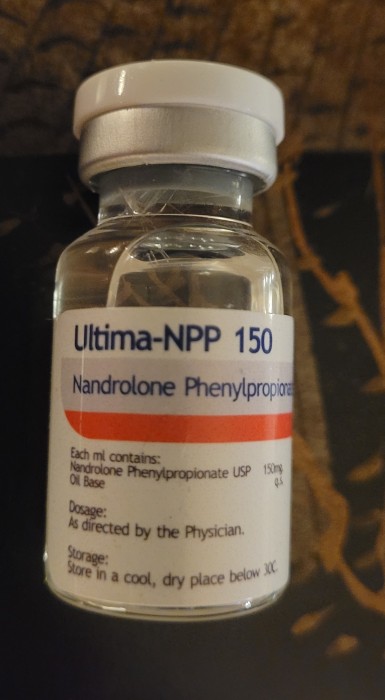 Ultima-NPP 150
Nandrolone Phenylpropiona
Each ml contains:
Nandrolone Phenylpropionate USP 150mg
Oil Base q.s.
Dosage:
As directed by the Physician.
Storage:
Store in a cool, dry place below 30C.